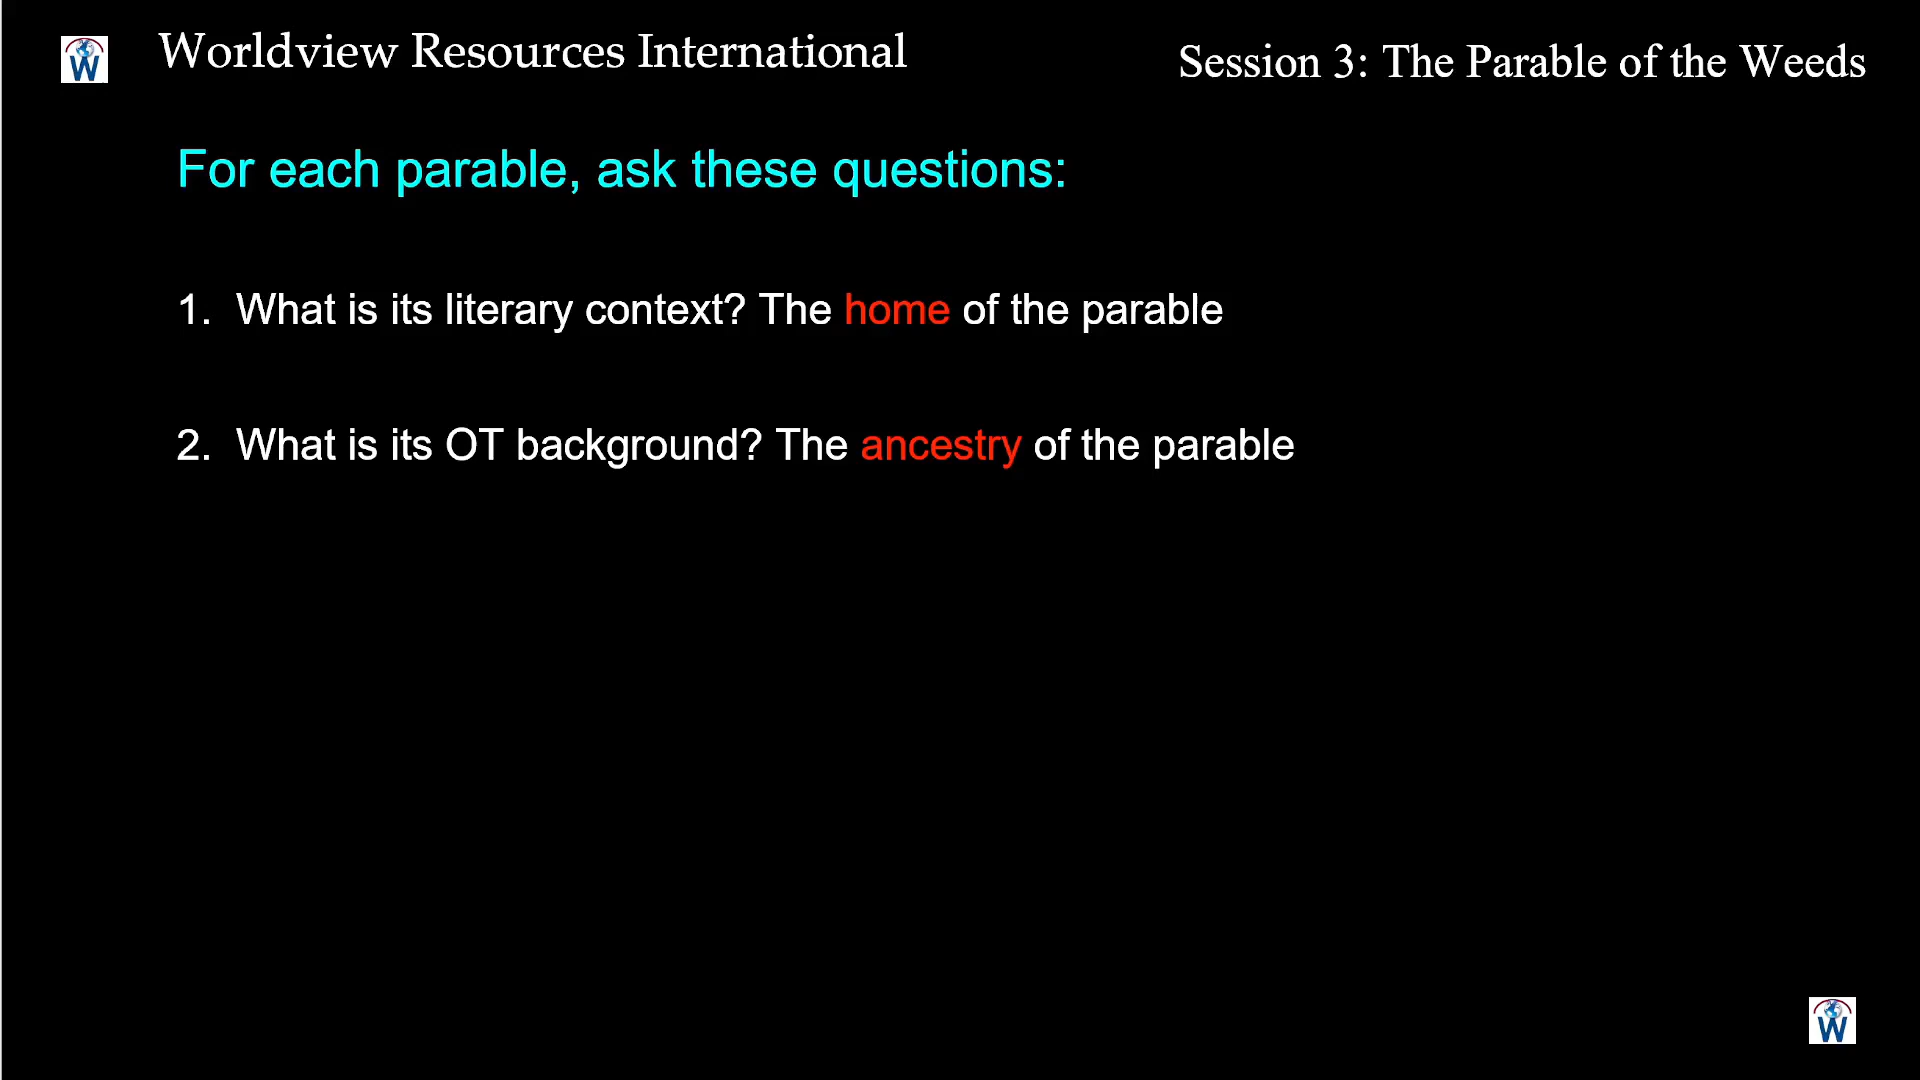 W
Worldview Resources International
Session 3: The Parable of the Weeds
For each parable, ask these questions:
1. What is its literary context? The home of the parable
2. What is its OT background? The ancestry of the parable
W